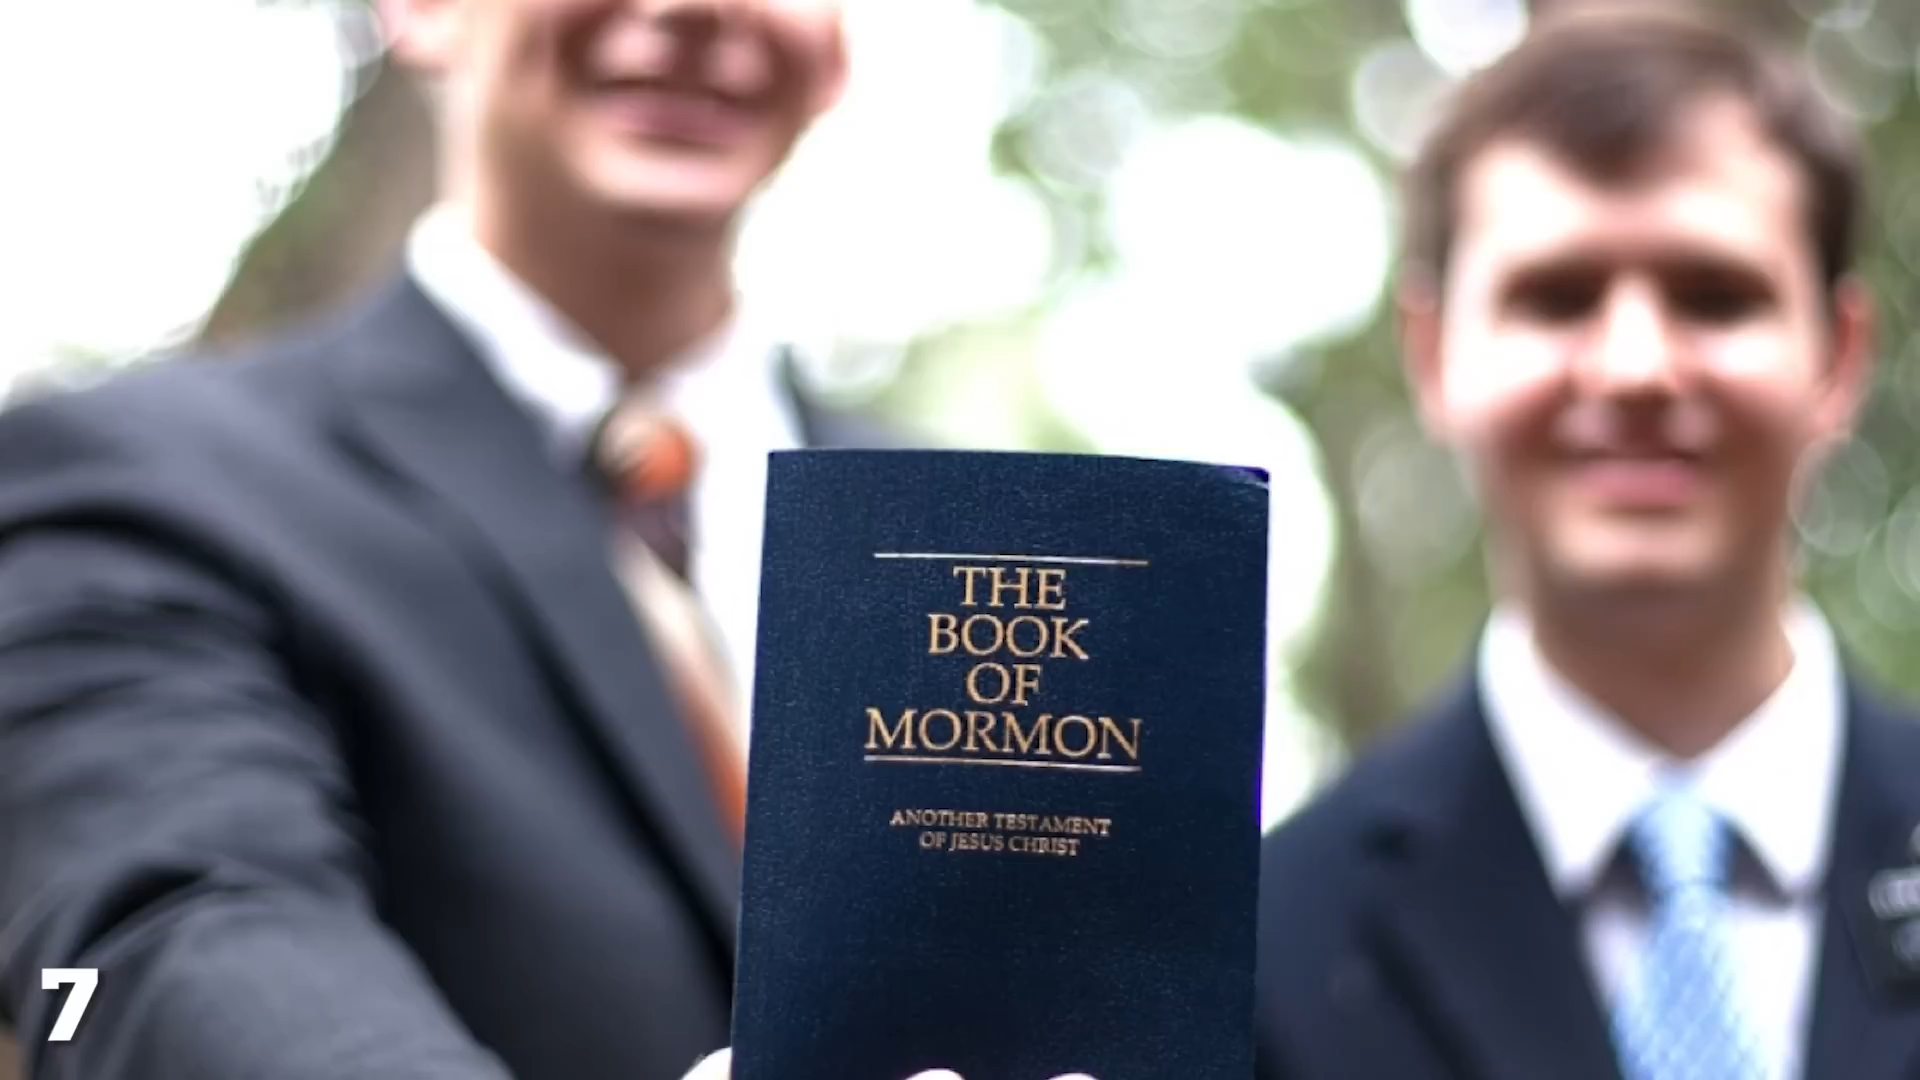 THE
BOOK
OF
MORMON
ANOTHER TESTAMENT
OF JESUS CHRIST
7